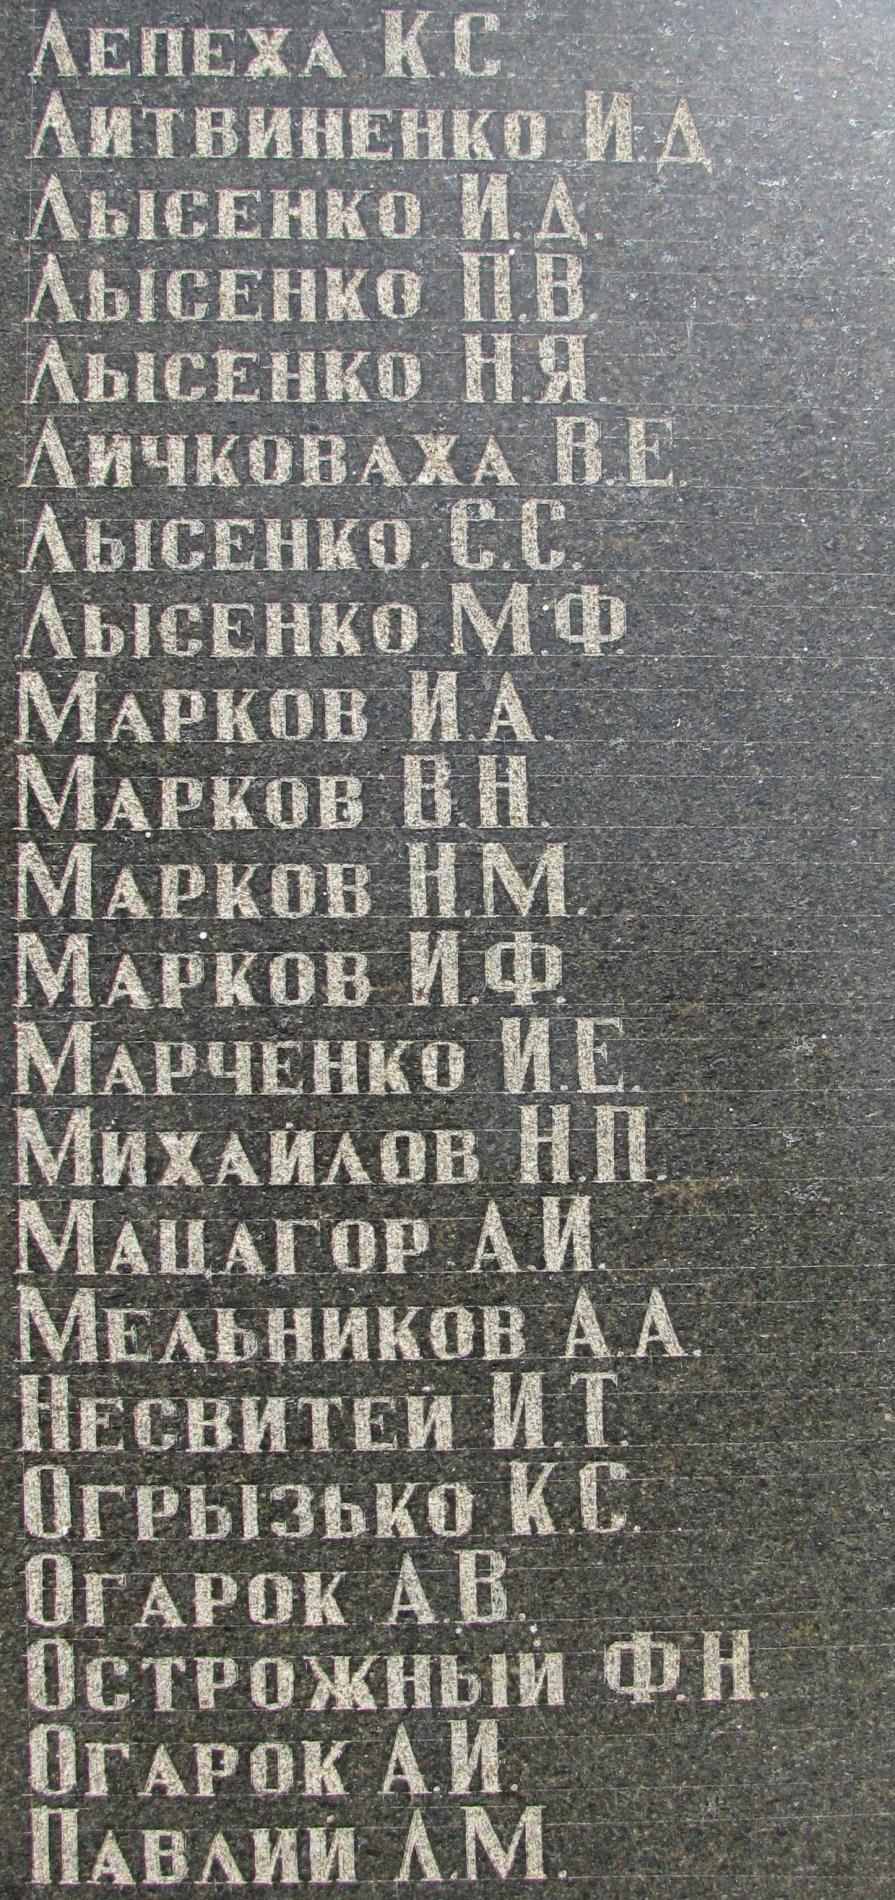 Лепеха К.С.
Литвиненко И.Д.
Лысенко И.Д.
Лысенко П.В.
Лысенко Н.Я.
Личковаха В.Е.
Лысенко С.С.
Лысенко М.Ф.
Марков И.А.
Марков В.Н.
Марков Н.М.
Марков И.Ф.
Марченко И.Е.
Михайлов Н.П.
Мацагор А.И.
Мельников А.А.
Несвитей И.Т.
Огрызько К.С.
Огарок А.В.
Острожный Ф.Н.
Огарок А.И.
Павлий Л.М.